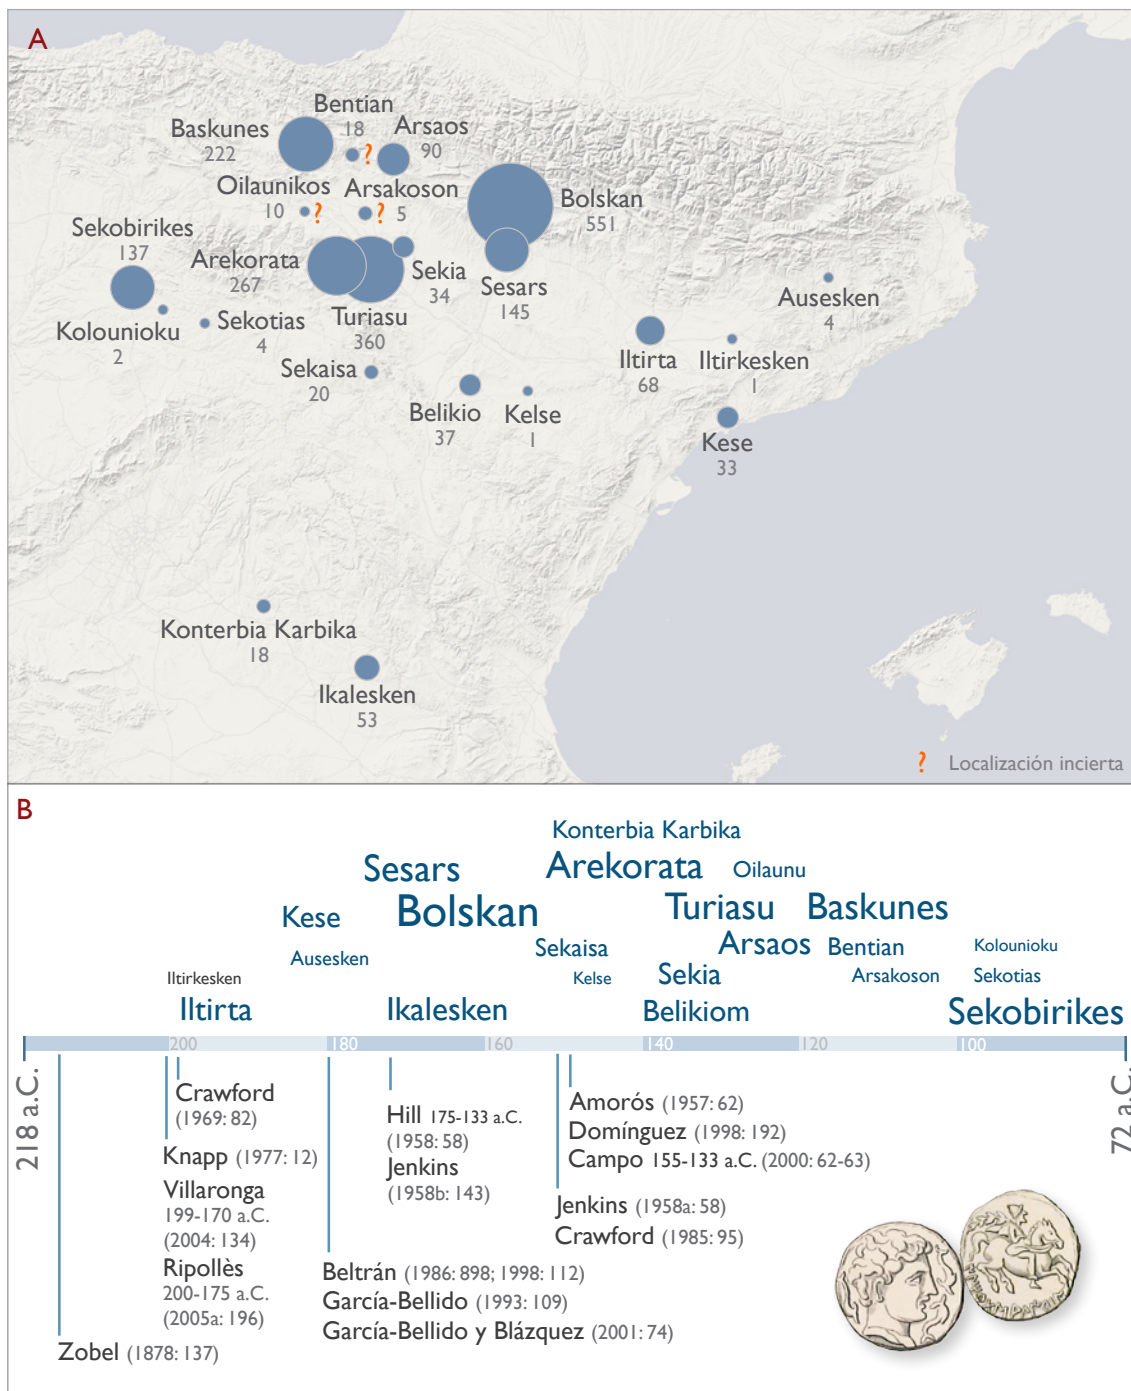 A
Bentian
18
?
Baskunes
222
Arsaos
90
Oilaunikos
10
?
Arsakoson
5
?
Bolskan
551
Sekobirikes
137
Arekorata
267
Sekia
34
Sesars
145
Ausesken
4
Kolounioku
2
Sekotias
4
Turiasu
360
Iltirta
68
Iltirkesken
1
Sekaisa
20
Belikio
37
Kelse
1
Kese
33
Konterbia Karbika
18
Ikalesken
53
? Localización incierta
B
Konterbia Karbika
Sesars
Arekorata
Oilaunu
Kese
Bolskan
Turiasu
Baskunes
Ausesken
Sekaisa
Arsaos
Bentian
Kolounioku
Iltirkesken
Kelse
Sekia
Arsakoson
Sekotias
Iltirta
Ikalesken
Belikiom
Sekobirikes
200
180
160
140
120
100
218 a.C.
72 a.C.
Crawford
(1969: 82)
Knapp (1977: 12)
Villaronga
199-170 a.C.
(2004: 134)
Ripollès
200-175 a.C.
(2005a: 196)
Zobel (1878: 137)
Hill 175-133 a.C.
(1958: 58)
Jenkins
(1958b: 143)
Beltrán (1986: 898; 1998: 112)
García-Bellido (1993: 109)
García-Bellido y Blázquez (2001: 74)
Amorós (1957: 62)
Domínguez (1998: 192)
Campo 155-133 a.C. (2000: 62-63)
Jenkins (1958a: 58)
Crawford (1985: 95)